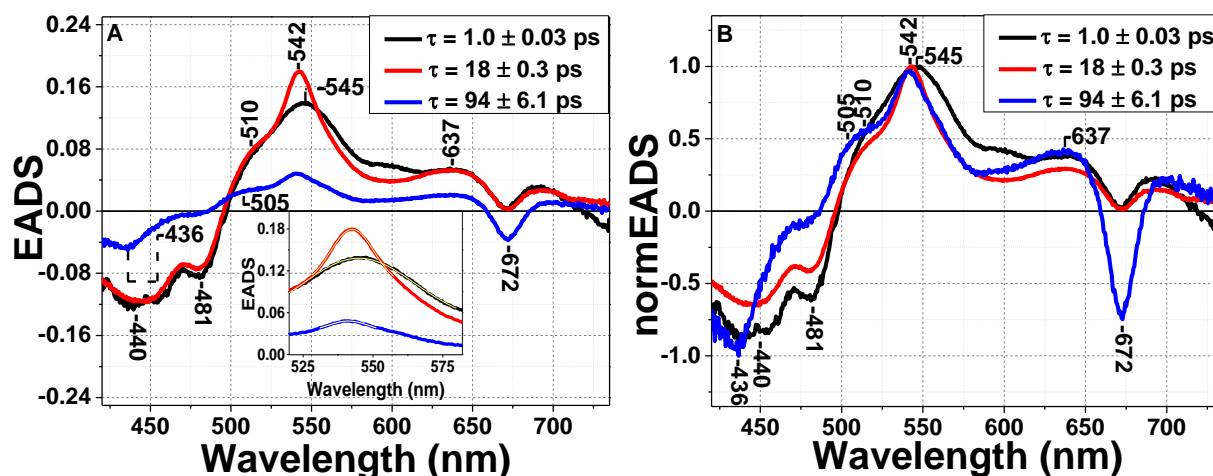 A
τ = 1.0 ± 0.03 ps
τ = 18 ± 0.3 ps
τ = 94 ± 6.1 ps
EADS
0.24
0.16
0.08
0.00
-0.08
-0.16
-0.24
542
-545
-510
637
-505
-436
-440
-481
672
EADS
0.18
0.12
0.06
0.00
525
550
575
Wavelength (nm)
450 500 550 600 650 700
Wavelength (nm)
B
τ = 1.0 ± 0.03 ps
τ = 18 ± 0.3 ps
τ = 94 ± 6.1 ps
normEADS
1.0
0.5
0.0
-0.5
-1.0
542
-545
505
-510
-637
-436
-440
-481
-672
450 500 550 600 650 700
Wavelength (nm)